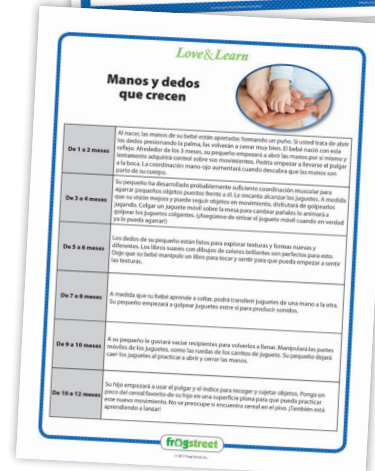 Love & Learn
Manos y dedos
que crecen
De 1 a 2 meses
Al nacer, las manos de su bebé están apretadas formando un puño. Si usted trata de abrir
los dedos presionando la palma, las volverán a cerrar muy bien. El bebé nació con este
reflejo. Alrededor de los 3 meses, su pequeño empezará a abrir las manos por sí mismo y
lentamente adquirirá control sobre sus movimientos. Podría empezar a llevarse el pulgar
a la boca. La coordinación mano-ojo aumentará cuando descubra que las manos son
parte de su cuerpo.
De 3 a 4 meses
Su pequeño ha desarrollado probablemente suficiente coordinación muscular para
agarrar pequeños objetos puestos frente a él. Le encanta alcanzar los juguetes. A medida
que su visión mejora y puede seguir objetos en movimiento, disfrutará de golpearlos
jugando. Colgar un juguete móvil sobre la mesa para cambiar pañales lo animará a
golpear los juguetes colgantes. (¡Asegúrese de retirar el juguete móvil cuando en verdad
ya lo pueda agarrar!)
De 5 a 6 meses
Los dedos de su pequeño están listos para explorar texturas y formas nuevas y
diferentes. Los libros suaves con dibujos de colores brillantes son perfectos para esto.
Deje que su bebé manipule un libro para tocar y sentir para que pueda empezar a sentir
las texturas.
De 7 a 8 meses
A medida que su bebé aprende a soltar, podrá transferir juguetes de una mano a la otra.
Su pequeño empezará a golpear juguetes entre sí para producir sonidos.
De 9 a 10 meses
A su pequeño le gustará vaciar recipientes para volverlos a llenar. Manipulará las partes
móviles de los juguetes, como las ruedas de los carritos de juguete. Su pequeño dejará
caer los juguetes al practicar a abrir y cerrar las manos.
De 10 a 12 meses
Su hijo empezará a usar el pulgar y el índice para recoger y sujetar objetos. Ponga un
poco del cereal favorito de su hijo en una superficie plana para que pueda practicar
este nuevo movimiento. No se preocupe si encuentra cereal en el piso. ¡También está
aprendiendo a lanzar!
frogstreet